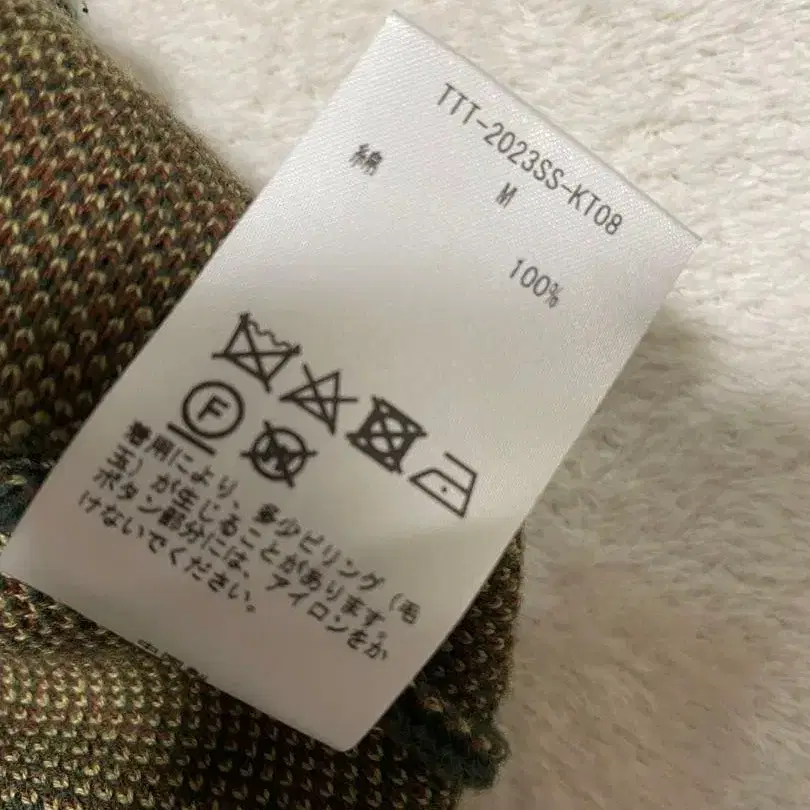 TTT-2023SS-KT08
M
綿 100%
F
W
着用により、多少ピリング（毛
玉）が生じることがあります。
ボタン部分には、アイロンをか
けないでください。